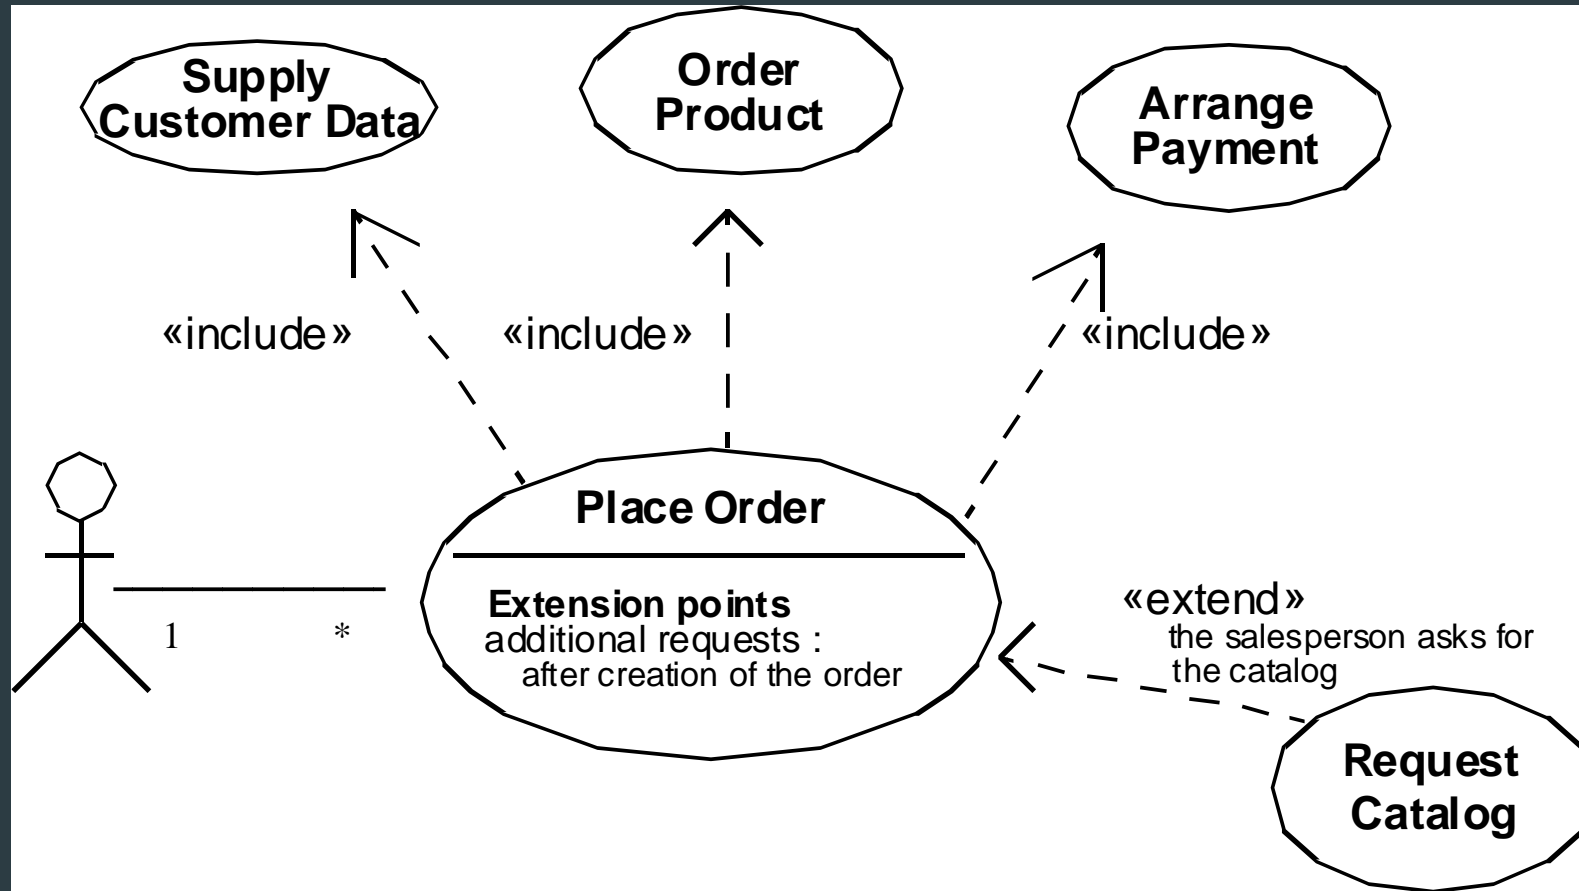 Supply
Customer Data
Order
Product
Arrange
Payment
«include»
«include»
«include»
Place Order
Extension points
additional requests :
after creation of the order
1
*
«extend»
the salesperson asks for
the catalog
Request
Catalog